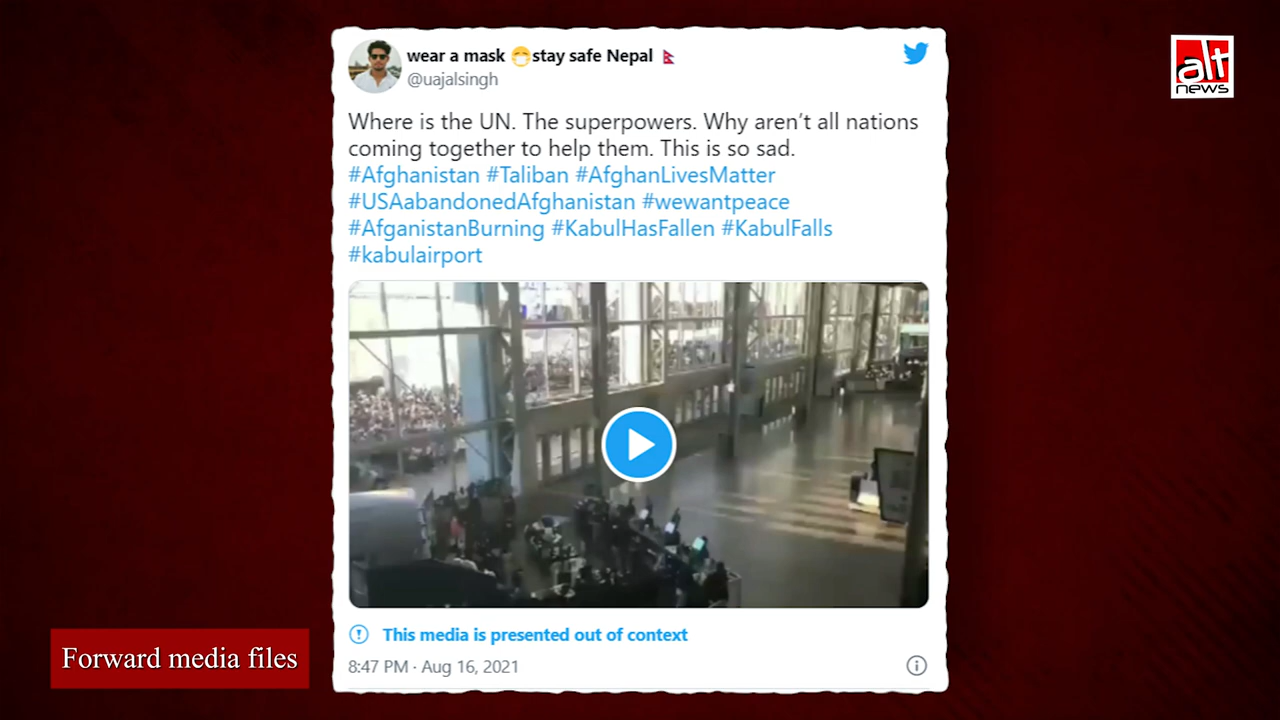 wear a mask 😷stay safe Nepal 🇳🇵
@uajalsingh
alt
news
Where is the UN. The superpowers. Why aren't all nations
coming together to help them. This is so sad.
#Afghanistan #Taliban #AfghanLivesMatter
#USAabandonedAfghanistan #wewantpeace
#AfganistanBurning #KabulHasFallen #KabulFalls
#kabulairport
This media is presented out of context
8:47 PM · Aug 16, 2021
Forward media files